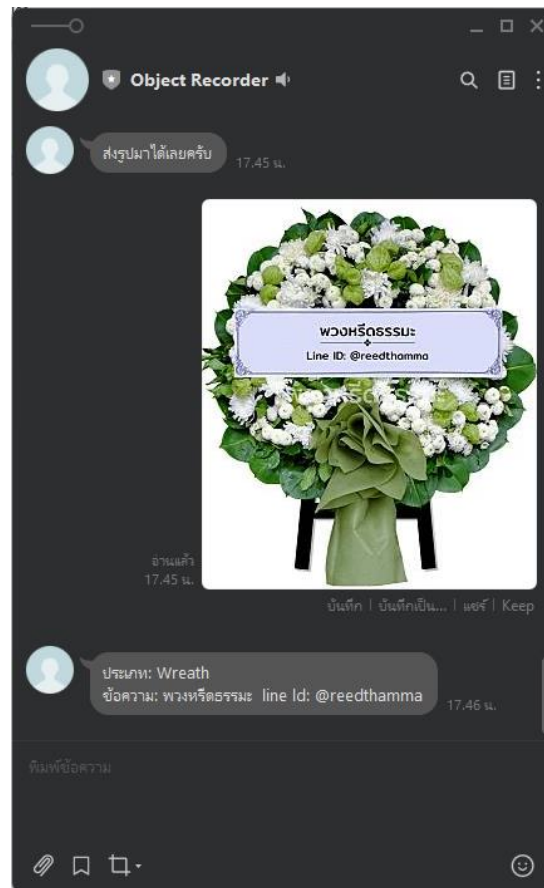 Object Recorder
ส่งรูปมาได้เลยครับ
17.45 น.
พวงหรีดธรรมะ
Line ID: @reedthamma
อ่านแล้ว
17.45 น.
บันทึก | บันทึกเป็น... | แชร์ | Keep
ประเภท: Wreath
ข้อความ: พวงหรีดธรรมะ line ld: @reedthamma
17.46 น.
พิมพ์ข้อความ